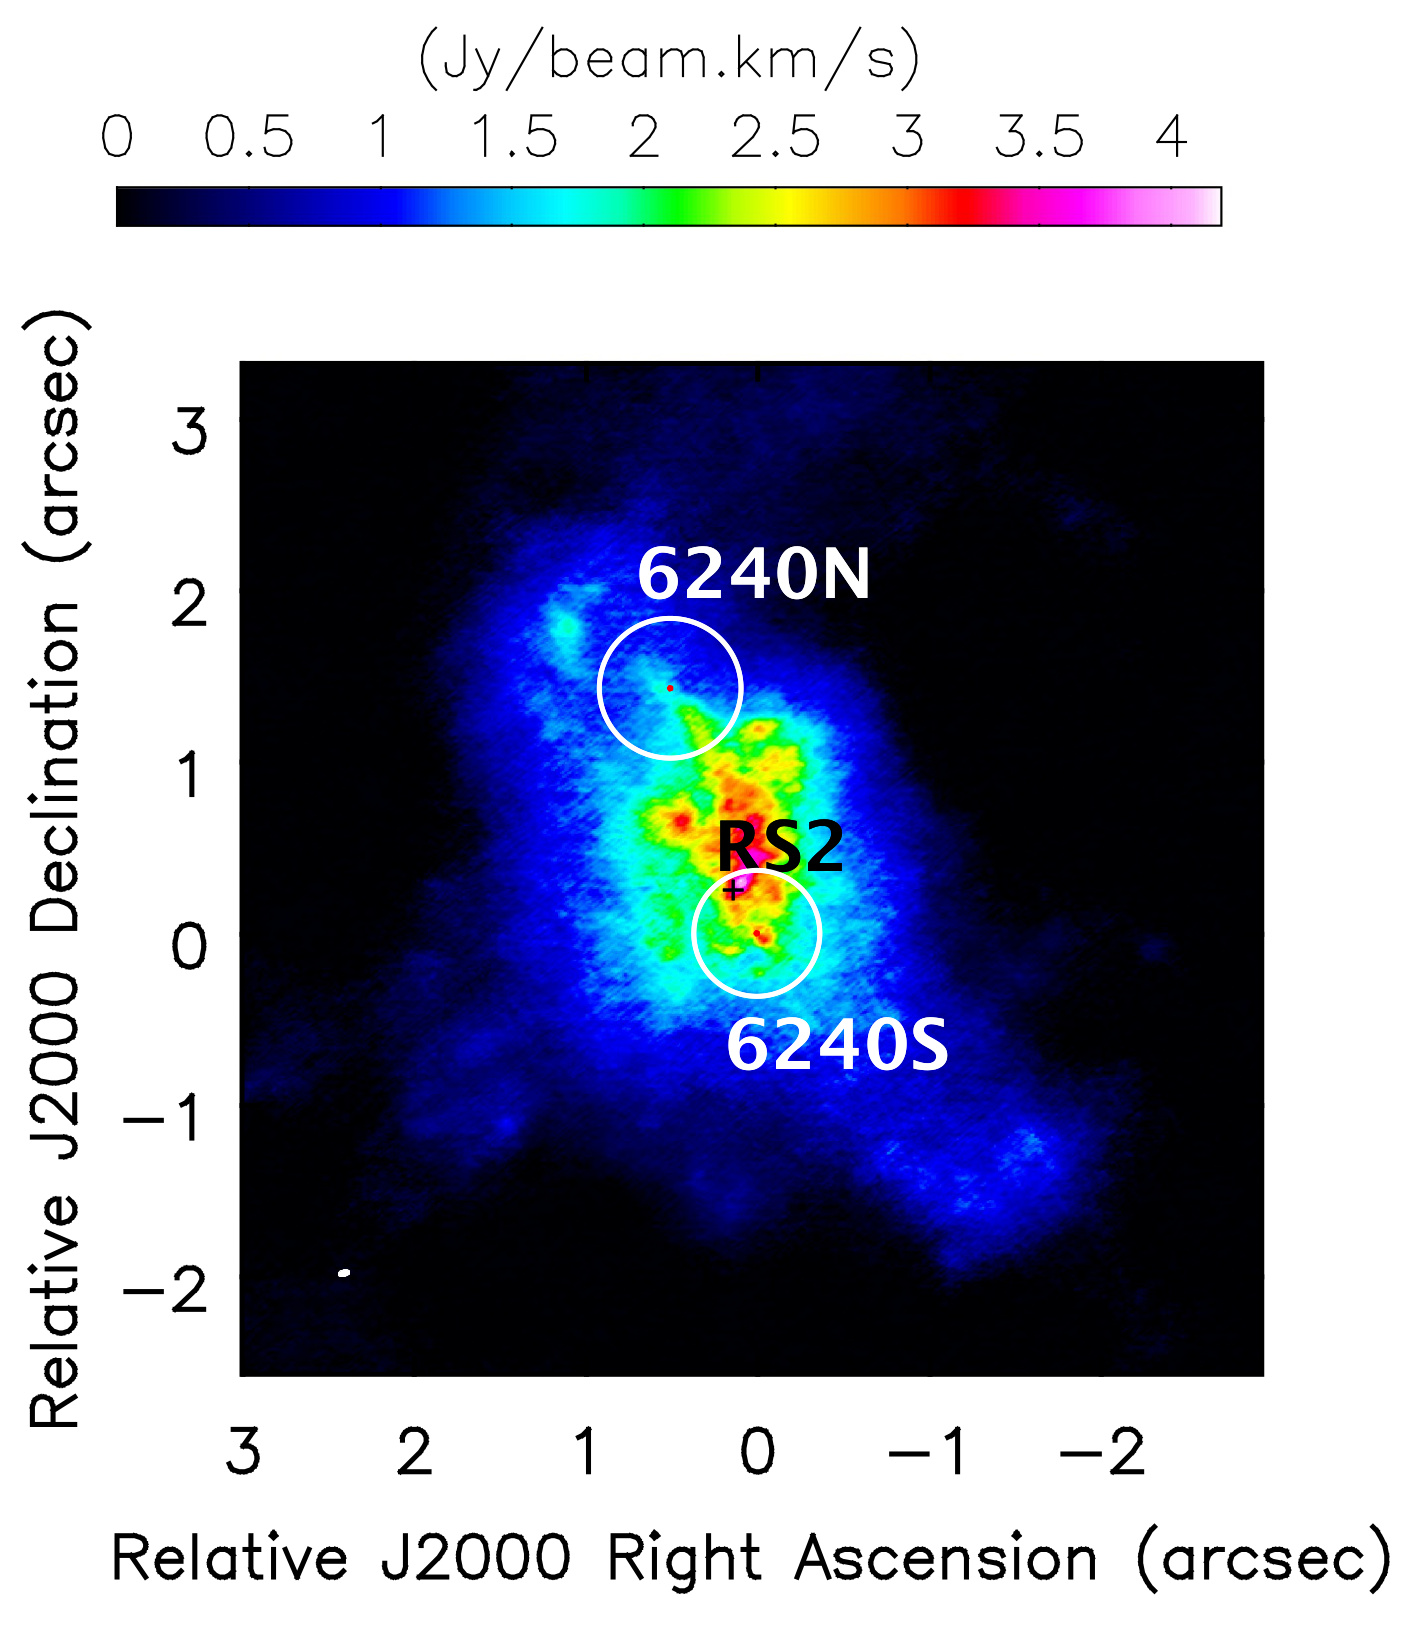 (Jy/beam.km/s)
0 0.5 1 1.5 2 2.5 3 3.5 4
Relative J2000 Declination (arcsec)
3
2
1
0
−1
−2
6240N
RS2
6240S
3 2 1 0 −1 −2
Relative J2000 Right Ascension (arcsec)